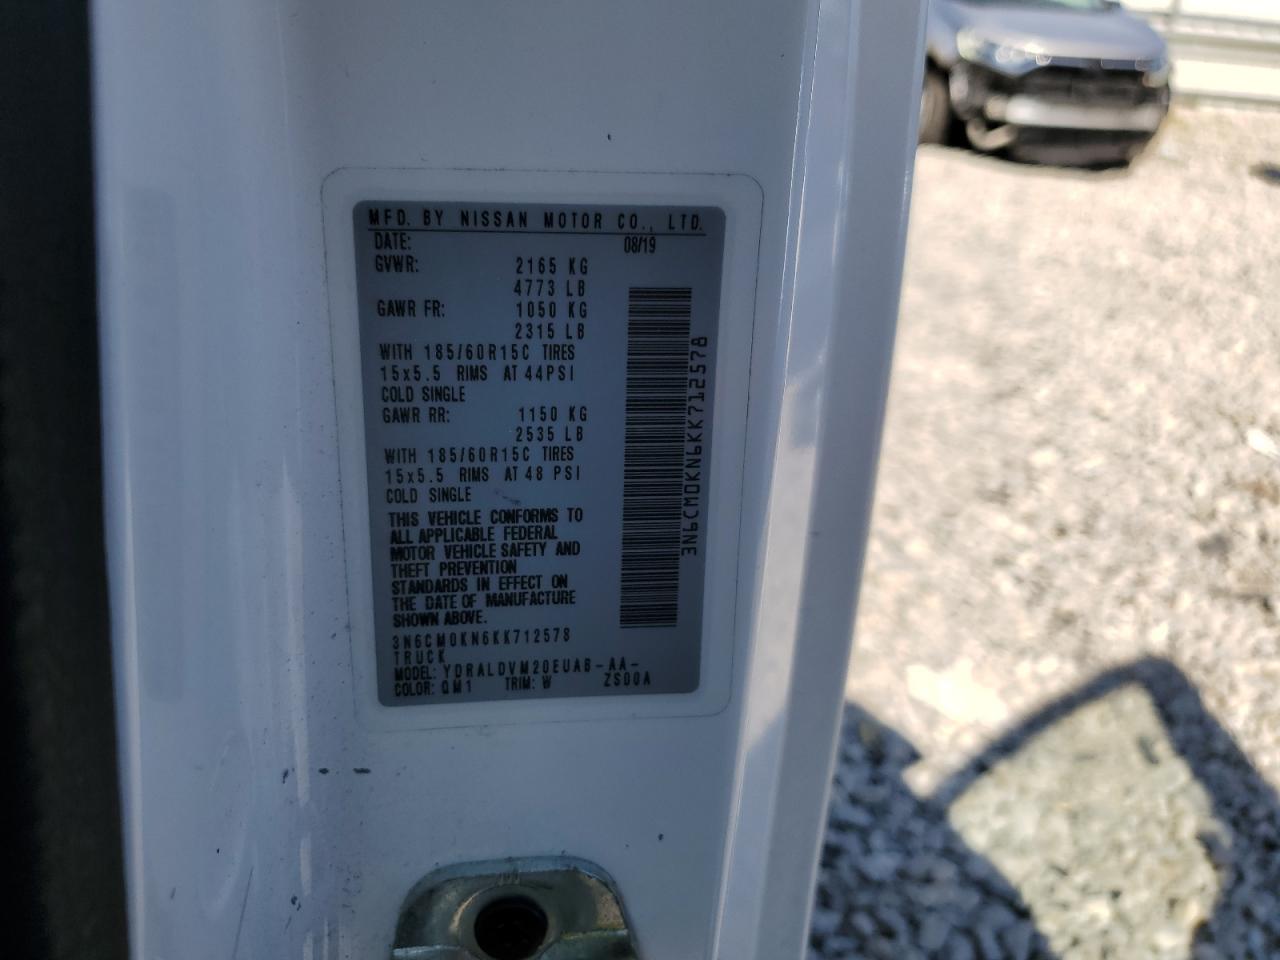 MFD. BY NISSAN MOTOR CO., LTD.
DATE: 08/19
GVWR: 2165 KG
4773 LB
GAWR FR: 1050 KG
2315 LB
WITH 185/60R15C TIRES
15x5.5 RIMS AT 44PSI
COLD SINGLE
GAWR RR: 1150 KG
2535 LB
WITH 185/60R15C TIRES
15x5.5 RIMS AT 48 PSI
COLD SINGLE
THIS VEHICLE CONFORMS TO
ALL APPLICABLE FEDERAL
MOTOR VEHICLE SAFETY AND
THEFT PREVENTION
STANDARDS IN EFFECT ON
THE DATE OF MANUFACTURE
SHOWN ABOVE.
3N6CM0KN6KK712578
TRUCK
MODEL: YDRALDVM20EUAB-AA-
COLOR: QM1 TRIM: W ZS00A
3N6CM0KN6KK712578